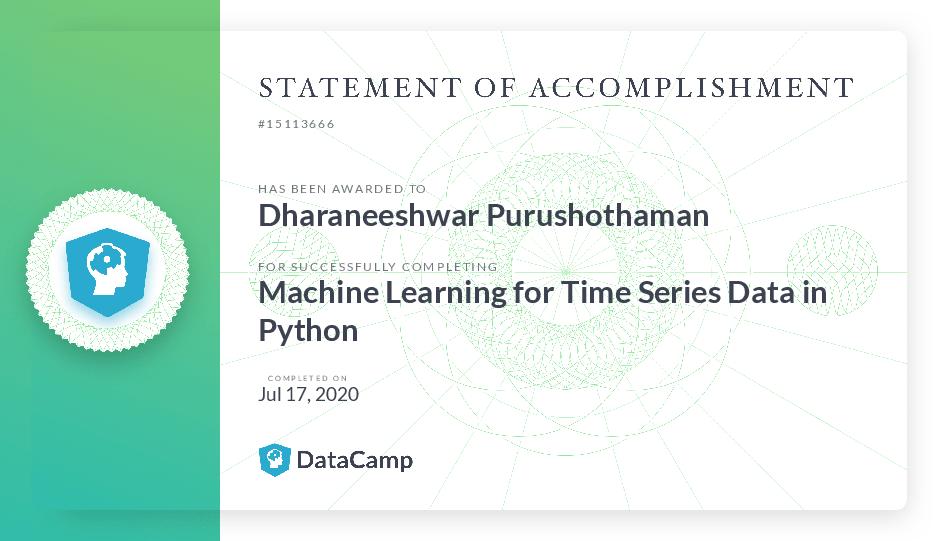 STATEMENT OF ACCOMPLISHMENT
#15113666
HAS BEEN AWARDED TO
Dharaneeshwar Purushothaman
FOR SUCCESSFULLY COMPLETING
Machine Learning for Time Series Data in
Python
COMPLETED ON
Jul 17, 2020
DataCamp